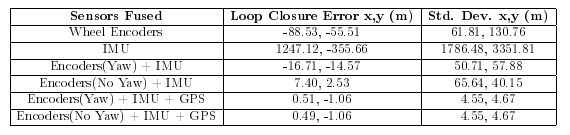 Sensors Fused Loop Closure Error x,y (m) Std. Dev. x,y (m)
Wheel Encoders -88.53, -55.51 61.81, 130.76
IMU 1247.12, -355.66 1786.48, 3351.81
Encoders(Yaw) + IMU -16.71, -14.57 50.71, 57.88
Encoders(No Yaw) + IMU 7.40, 2.53 65.64, 40.15
Encoders(Yaw) + IMU + GPS 0.51, -1.06 4.55, 4.67
Encoders(No Yaw) + IMU + GPS 0.49, -1.06 4.55, 4.67